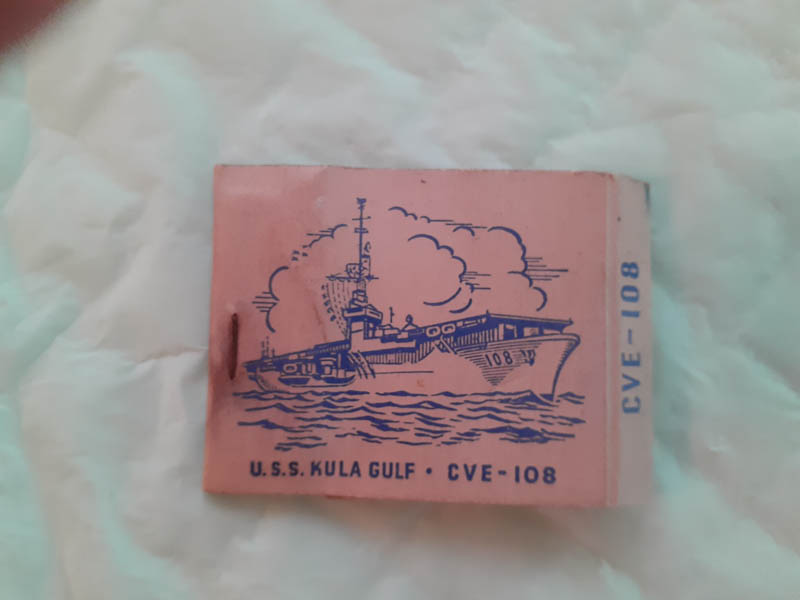 108
U.S.S. KULA GULF · CVE-108
CVE-108